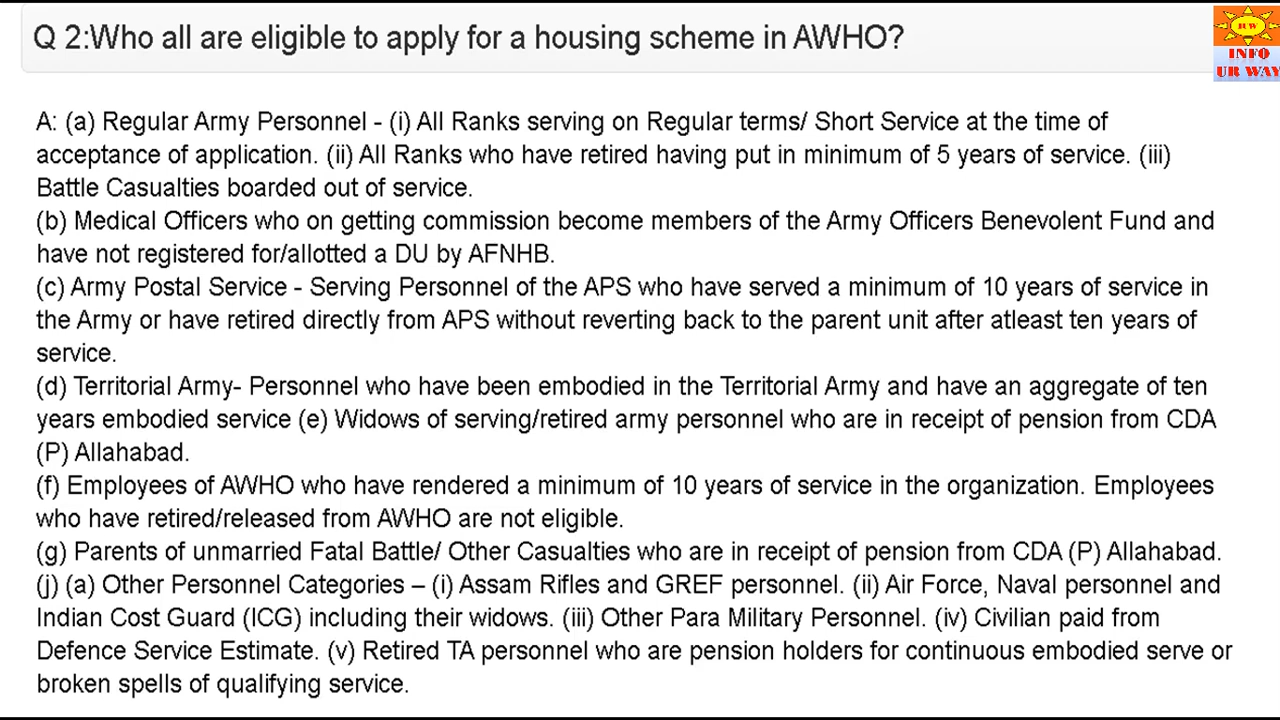 Q 2:Who all are eligible to apply for a housing scheme in AWHO?
IUW
INFO
UR WAY
A: (a) Regular Army Personnel - (i) All Ranks serving on Regular terms/ Short Service at the time of
acceptance of application. (ii) All Ranks who have retired having put in minimum of 5 years of service. (iii)
Battle Casualties boarded out of service.
(b) Medical Officers who on getting commission become members of the Army Officers Benevolent Fund and
have not registered for/allotted a DU by AFNHB.
(c) Army Postal Service - Serving Personnel of the APS who have served a minimum of 10 years of service in
the Army or have retired directly from APS without reverting back to the parent unit after atleast ten years of
service.
(d) Territorial Army- Personnel who have been embodied in the Territorial Army and have an aggregate of ten
years embodied service (e) Widows of serving/retired army personnel who are in receipt of pension from CDA
(P) Allahabad.
(f) Employees of AWHO who have rendered a minimum of 10 years of service in the organization. Employees
who have retired/released from AWHO are not eligible.
(g) Parents of unmarried Fatal Battle/ Other Casualties who are in receipt of pension from CDA (P) Allahabad.
(j) (a) Other Personnel Categories – (i) Assam Rifles and GREF personnel. (ii) Air Force, Naval personnel and
Indian Cost Guard (ICG) including their widows. (iii) Other Para Military Personnel. (iv) Civilian paid from
Defence Service Estimate. (v) Retired TA personnel who are pension holders for continuous embodied serve or
broken spells of qualifying service.